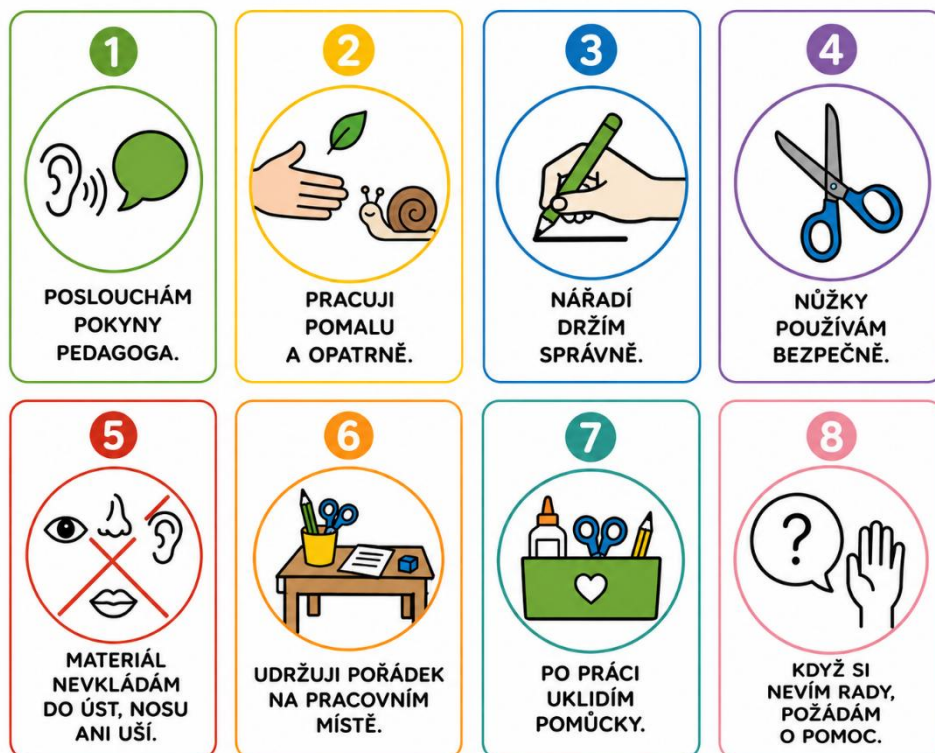 1
POSLOUCHÁM
POKYNY
PEDAGOGA.
2
PRACUJI
POMALU
A OPATRNĚ.
3
NÁŘADÍ
DRŽÍM
SPRÁVNĚ.
4
NŮŽKY
POUŽÍVÁM
BEZPEČNĚ.
5
MATERIÁL
NEVKLÁDÁM
DO ÚST, NOSU
ANI UŠÍ.
6
UDRŽUJI POŘÁDEK
NA PRACOVNÍM
MÍSTĚ.
7
PO PRÁCI
UKLIDÍM
POMŮCKY.
8
?
KDYŽ SI
NEVÍM RADY,
POŽÁDÁM
O POMOC.